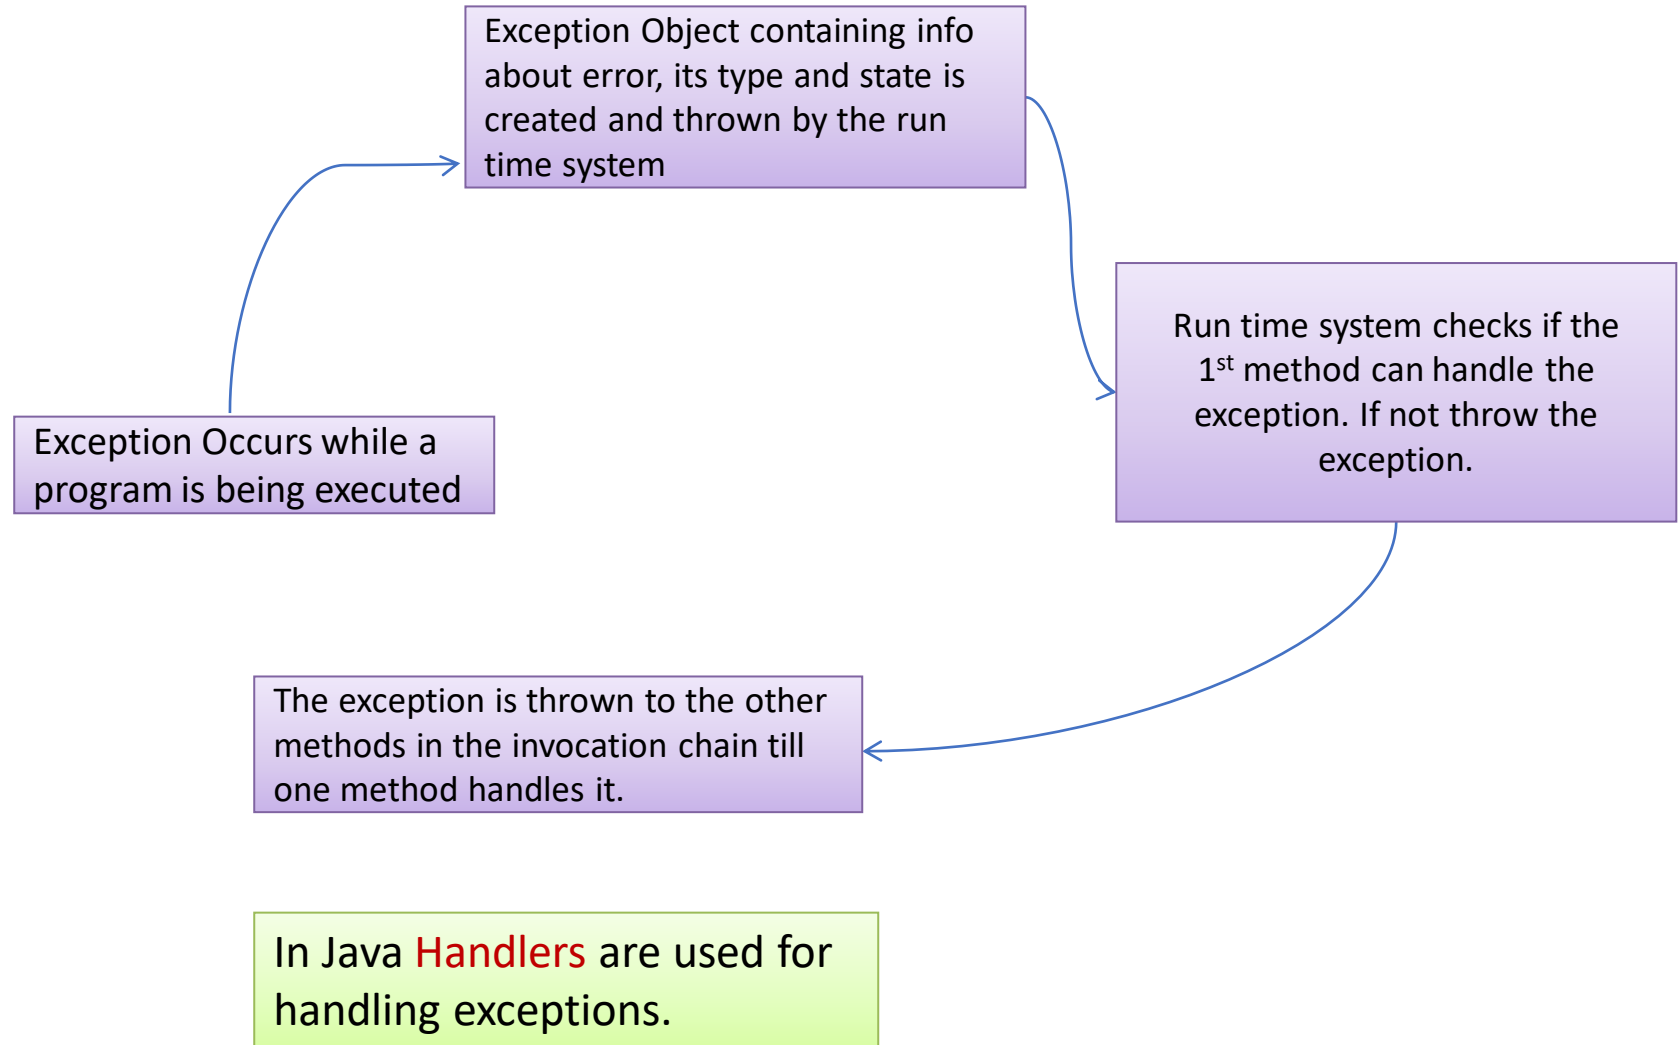 Exception Occurs while a
program is being executed
Exception Object containing info
about error, its type and state is
created and thrown by the run
time system
Run time system checks if the
1st method can handle the
exception. If not throw the
exception.
The exception is thrown to the other
methods in the invocation chain till
one method handles it.
In Java Handlers are used for
handling exceptions.